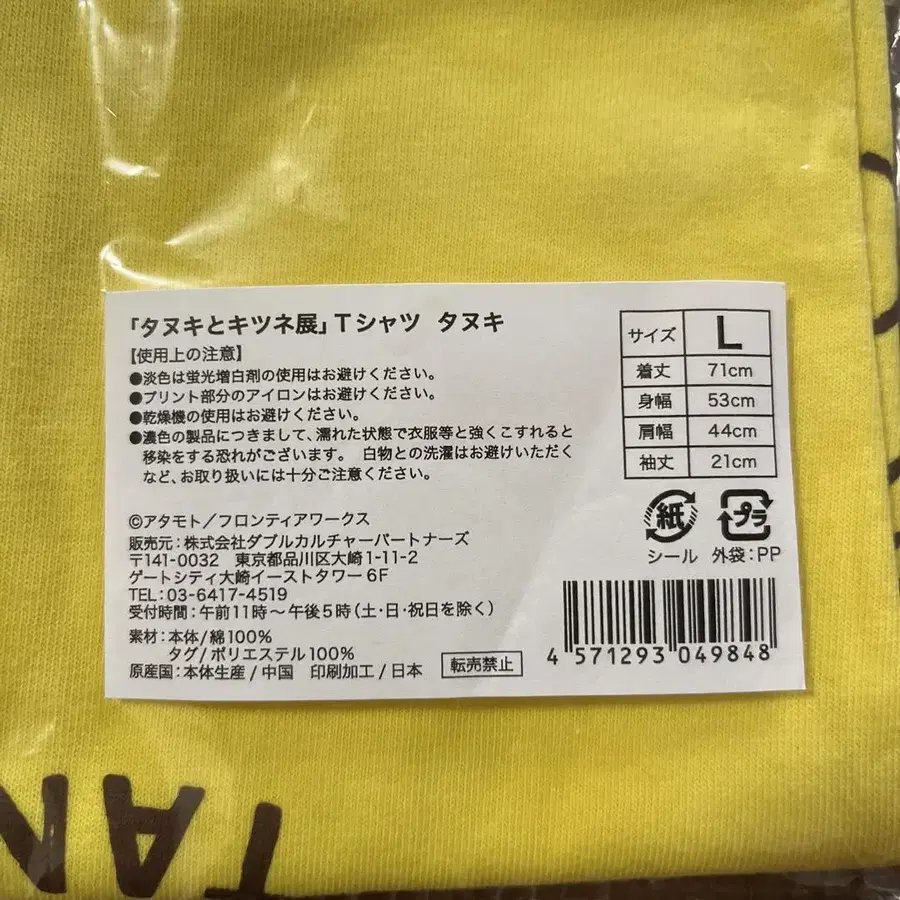 「タヌキとキツネ展」Tシャツ タヌキ
【使用上の注意】
●淡色は蛍光増白剤の使用はお避けください。
●プリント部分のアイロンはお避けください。
●乾燥機の使用はお避けください。
●濃色の製品につきまして、濡れた状態で衣服等と強くこすれると
移染をする恐れがございます。 白物との洗濯はお避けいただく
など、お取り扱いには十分ご注意ください。
©アタモト/フロンティアワークス
販売元:株式会社ダブルカルチャーパートナーズ
〒141-0032 東京都品川区大崎1-11-2
ゲートシティ大崎イーストタワー6F
TEL:03-6417-4519
受付時間:午前11時～午後5時(土・日・祝日を除く)
素材:本体/綿100%
タグ/ポリエステル100%
原産国:本体生産/中国 印刷加工/日本
転売禁止
サイズ L
着丈 71cm
身幅 53cm
肩幅 44cm
袖丈 21cm
紙 プラ
シール 外袋:PP
4 571293 049848
TAN